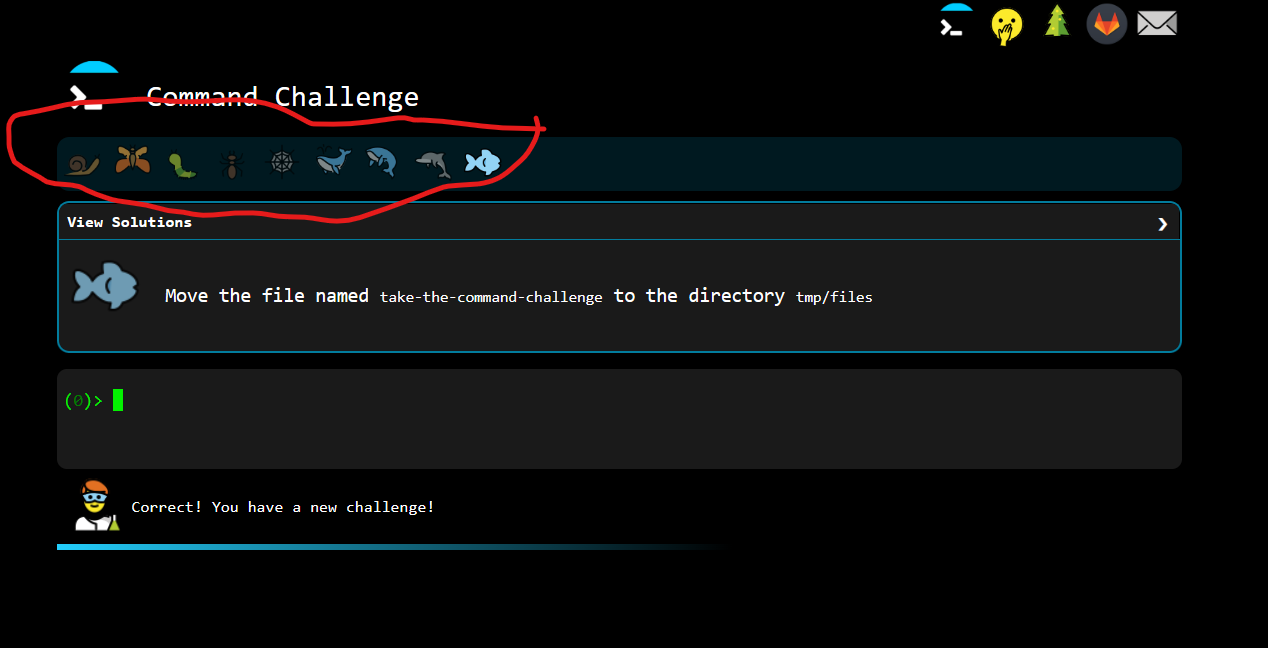 Command Challenge
View Solutions
Move the file named take-the-command-challenge to the directory tmp/files
(0)>
Correct! You have a new challenge!